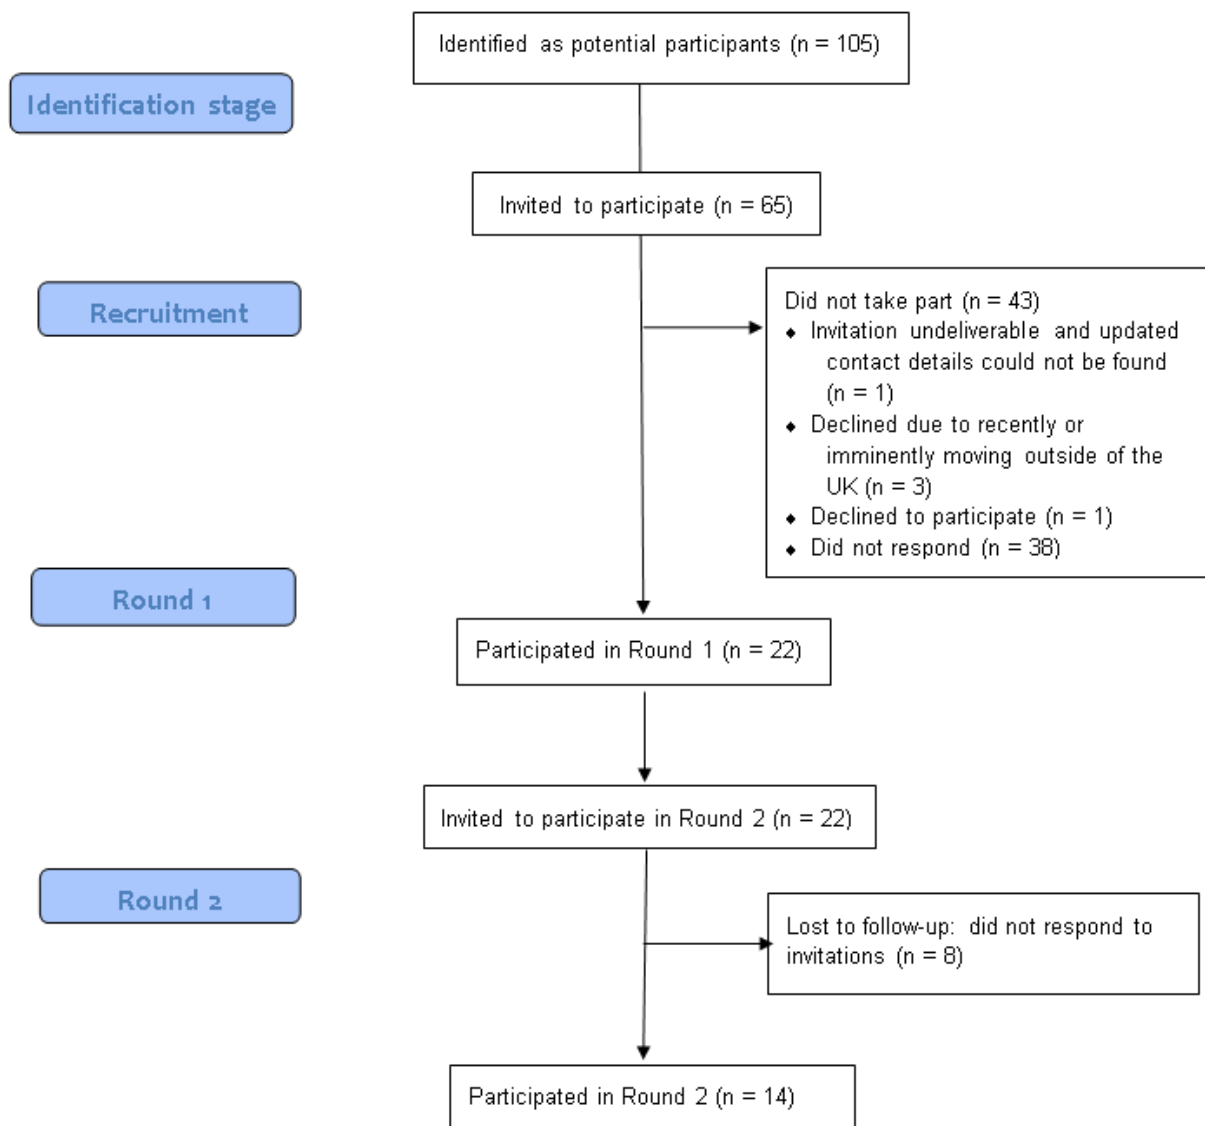 Identified as potential participants (n = 105)
Identification stage
Invited to participate (n = 65)
Recruitment
Did not take part (n = 43)
◆ Invitation undeliverable and updated
contact details could not be found
(n = 1)
◆ Declined due to recently or
imminently moving outside of the
UK (n = 3)
◆ Declined to participate (n = 1)
◆ Did not respond (n = 38)
Round 1
Participated in Round 1 (n = 22)
Invited to participate in Round 2 (n = 22)
Round 2
Lost to follow-up: did not respond to
invitations (n = 8)
Participated in Round 2 (n = 14)